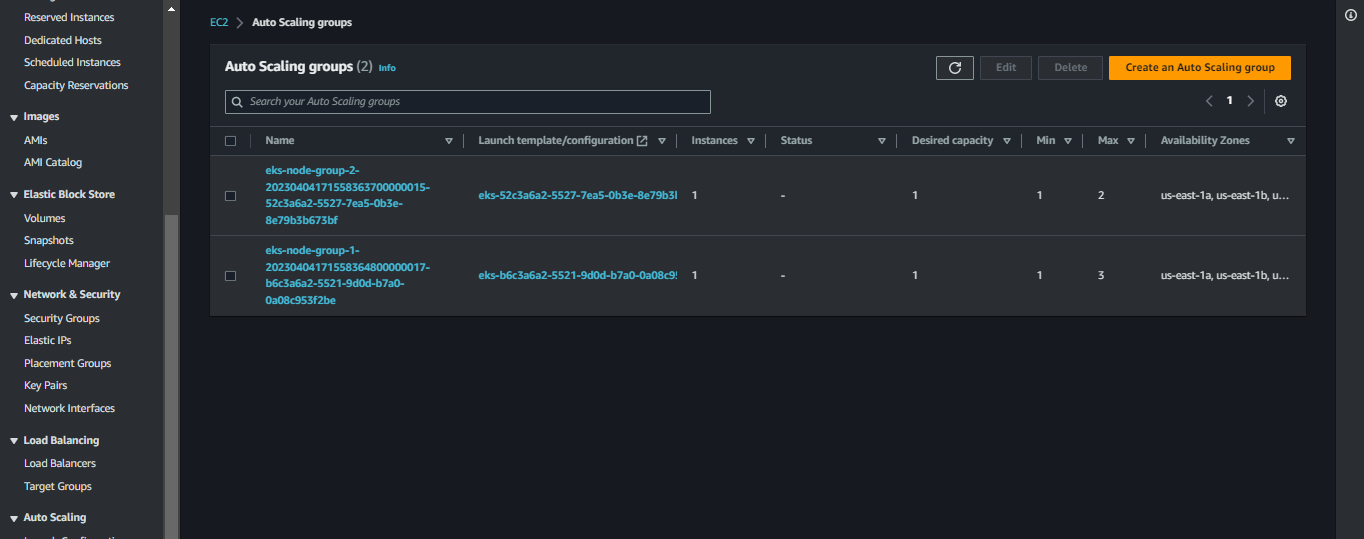 Reserved Instances
Dedicated Hosts
Scheduled Instances
Capacity Reservations
Images
AMIs
AMI Catalog
Elastic Block Store
Volumes
Snapshots
Lifecycle Manager
Network & Security
Security Groups
Elastic IPs
Placement Groups
Key Pairs
Network Interfaces
Load Balancing
Load Balancers
Target Groups
Auto Scaling
EC2 > Auto Scaling groups
Auto Scaling groups (2) Info
Edit Delete Create an Auto Scaling group
Search your Auto Scaling groups
1
Name Launch template/configuration Instances Status Desired capacity Min Max Availability Zones
eks-node-group-2-
20230404171558363700000015-
52c3a6a2-5527-7ea5-0b3e-
8e79b3b673bf
eks-52c3a6a2-5527-7ea5-0b3e-8e79b3l 1 - 1 1 2 us-east-1a, us-east-1b, u...
eks-node-group-1-
20230404171558364800000017-
b6c3a6a2-5521-9d0d-b7a0-
0a08c953f2be
eks-b6c3a6a2-5521-9d0d-b7a0-0a08c95 1 - 1 1 3 us-east-1a, us-east-1b, u...